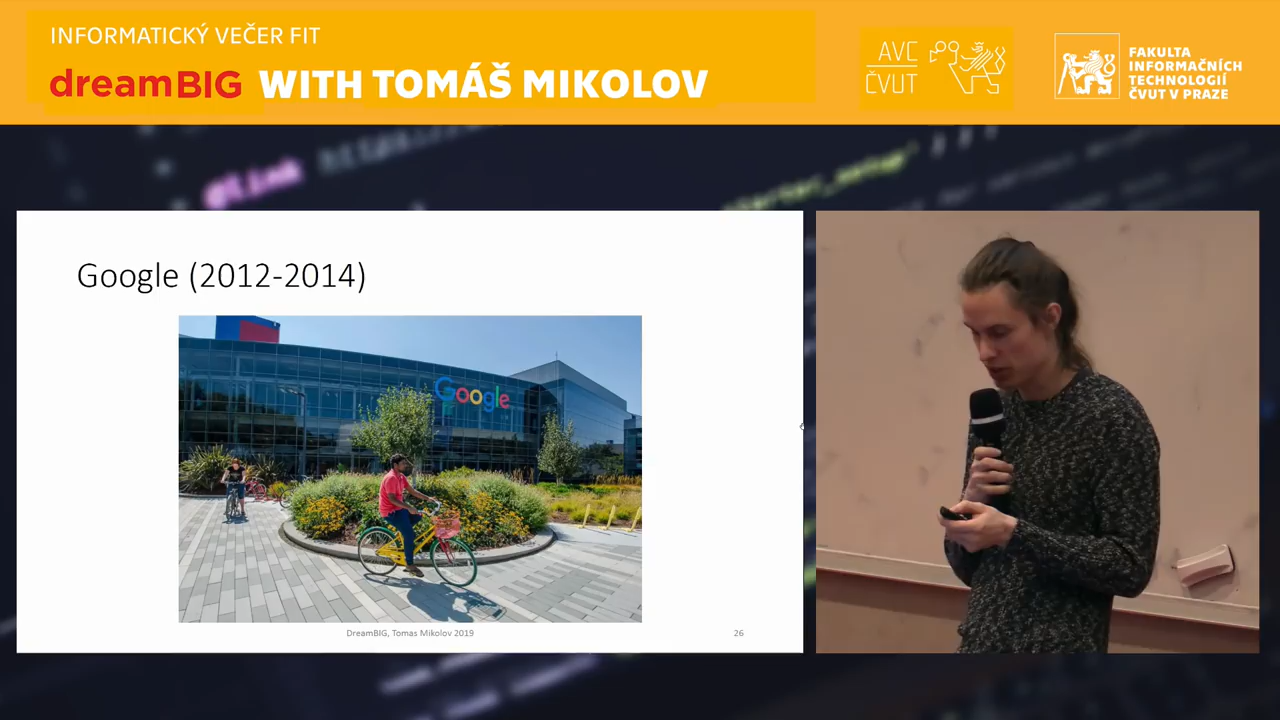 INFORMATICKÝ VEČER FIT
dreamBIG WITH TOMÁŠ MIKOLOV
AVC
ČVUT
FAKULTA
INFORMAČNÍCH
TECHNOLOGIÍ
ČVUT V PRAZE
@link
Google (2012-2014)
Google
DreamBIG, Tomas Mikolov 2019
26